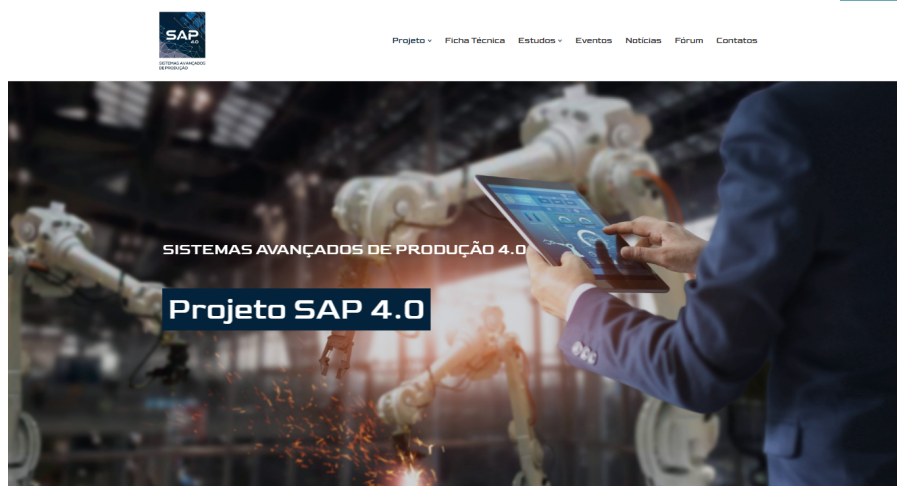 SAP
4.0
SISTEMAS AVANÇADOS
DE PRODUÇÃO
Projeto Ficha Técnica Estudos Eventos Notícias Fórum Contatos
SISTEMAS AVANÇADOS DE PRODUÇÃO 4.0
Projeto SAP 4.0